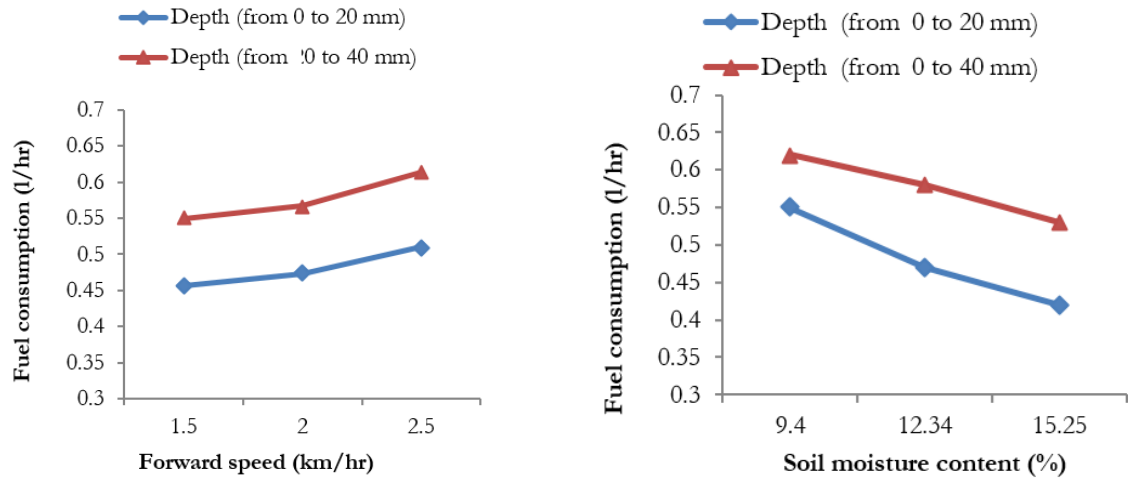 Depth (from 0 to 20 mm)
Depth (from 0 to 40 mm)
Fuel consumption (l/hr)
0.7
0.65
0.6
0.55
0.5
0.45
0.4
0.35
0.3
1.5 2 2.5
Forward speed (km/hr)
Depth (from 0 to 20 mm)
Depth (from 0 to 40 mm)
Fuel consumption (l/hr)
0.7
0.65
0.6
0.55
0.5
0.45
0.4
0.35
0.3
9.4 12.34 15.25
Soil moisture content (%)